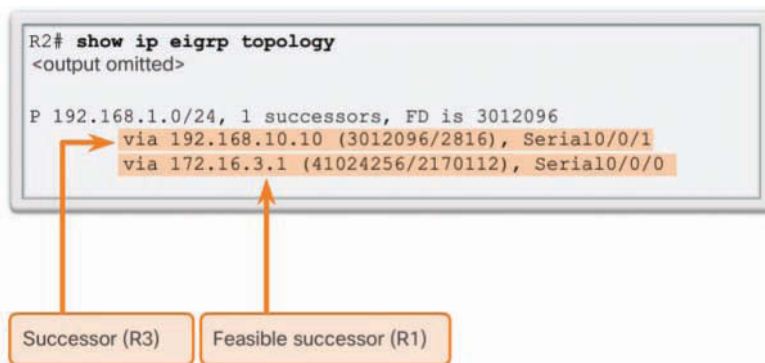 R2# show ip eigrp topology
<output omitted>
P 192.168.1.0/24, 1 successors, FD is 3012096
via 192.168.10.10 (3012096/2816), Serial0/0/1
via 172.16.3.1 (41024256/2170112), Serial0/0/0
Successor (R3)
Feasible successor (R1)